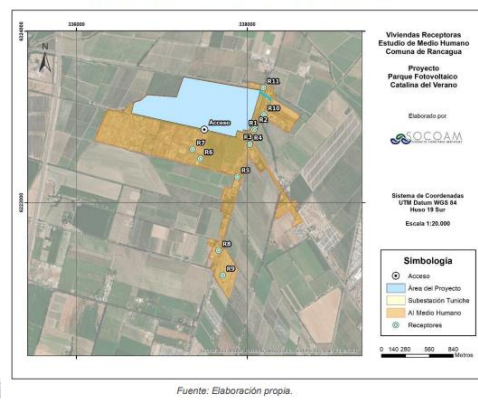 336000
338000
6224000
6222000
N
R11
R10
Acceso
R1
R2
R3
R4
R7
R6
R5
R8
R9
Viviendas Receptoras
Estudio de Medio Humano
Comuna de Rancagua
Proyecto
Parque Fotovoltaico
Catalina del Verano
Elaborado por
SOCOAM
Sistema de Coordenadas
UTM Datum WGS 84
Huso 19 Sur
Escala 1:20.000
Simbología
Acceso
Área del Proyecto
Subestación Tuniche
AI Medio Humano
Receptores
0 140 280 560 840
Metros
Fuente: Elaboración propia.